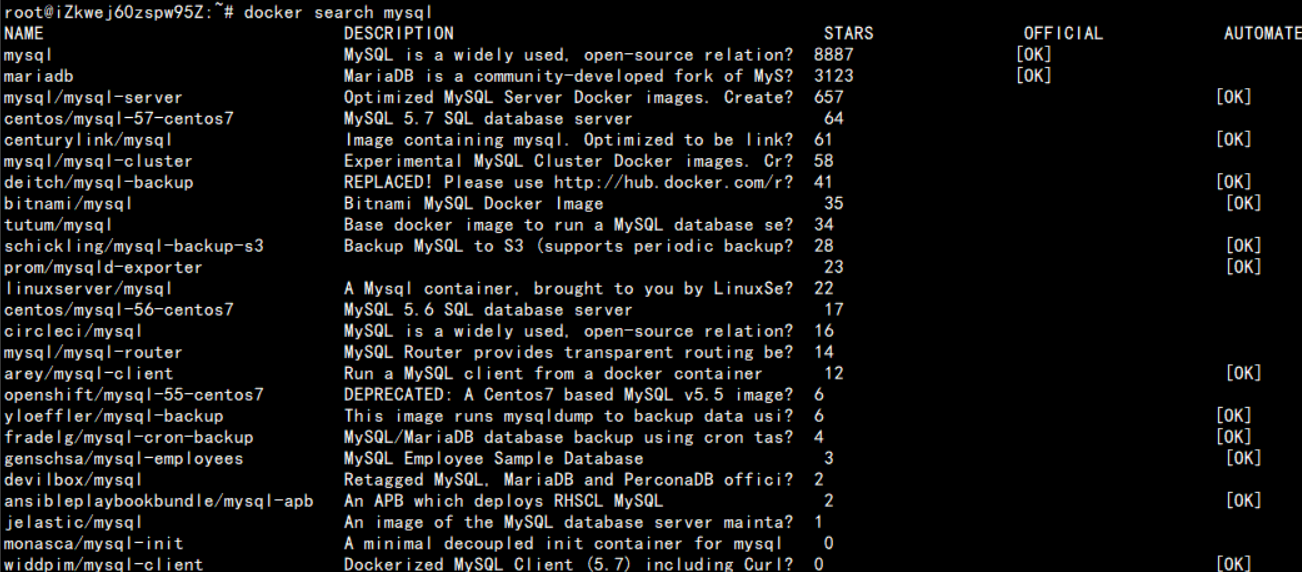 root@iZkwej60zspw95Z:~# docker search mysql
NAME DESCRIPTION STARS OFFICIAL AUTOMATE
mysql MySQL is a widely used, open-source relation? 8887 [OK]
mariadb MariaDB is a community-developed fork of MyS? 3123 [OK]
mysql/mysql-server Optimized MySQL Server Docker images. Create? 657 [OK]
centos/mysql-57-centos7 MySQL 5.7 SQL database server 64
centurylink/mysql Image containing mysql. Optimized to be link? 61 [OK]
mysql/mysql-cluster Experimental MySQL Cluster Docker images. Cr? 58
deitch/mysql-backup REPLACED! Please use http://hub.docker.com/r? 41 [OK]
bitnami/mysql Bitnami MySQL Docker Image 35 [OK]
tutum/mysql Base docker image to run a MySQL database se? 34
schickling/mysql-backup-s3 Backup MySQL to S3 (supports periodic backup? 28 [OK]
prom/mysqld-exporter 23 [OK]
linuxserver/mysql A Mysql container, brought to you by LinuxSe? 22
centos/mysql-56-centos7 MySQL 5.6 SQL database server 17
circleci/mysql MySQL is a widely used, open-source relation? 16
mysql/mysql-router MySQL Router provides transparent routing be? 14
arey/mysql-client Run a MySQL client from a docker container 12 [OK]
openshift/mysql-55-centos7 DEPRECATED: A Centos7 based MySQL v5.5 image? 6
yloeffler/mysql-backup This image runs mysqldump to backup data usi? 6 [OK]
fradelg/mysql-cron-backup MySQL/MariaDB database backup using cron tas? 4 [OK]
genschsa/mysql-employees MySQL Employee Sample Database 3 [OK]
devilbox/mysql Retagged MySQL, MariaDB and PerconaDB offici? 2
ansibleplaybookbundle/mysql-apb An APB which deploys RHSCL MySQL 2 [OK]
jelastic/mysql An image of the MySQL database server mainta? 1
monasca/mysql-init A minimal decoupled init container for mysql 0
widdpim/mysql-client Dockerized MySQL Client (5.7) including Curl? 0 [OK]